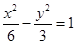 x²/6 - y²/3 = 1